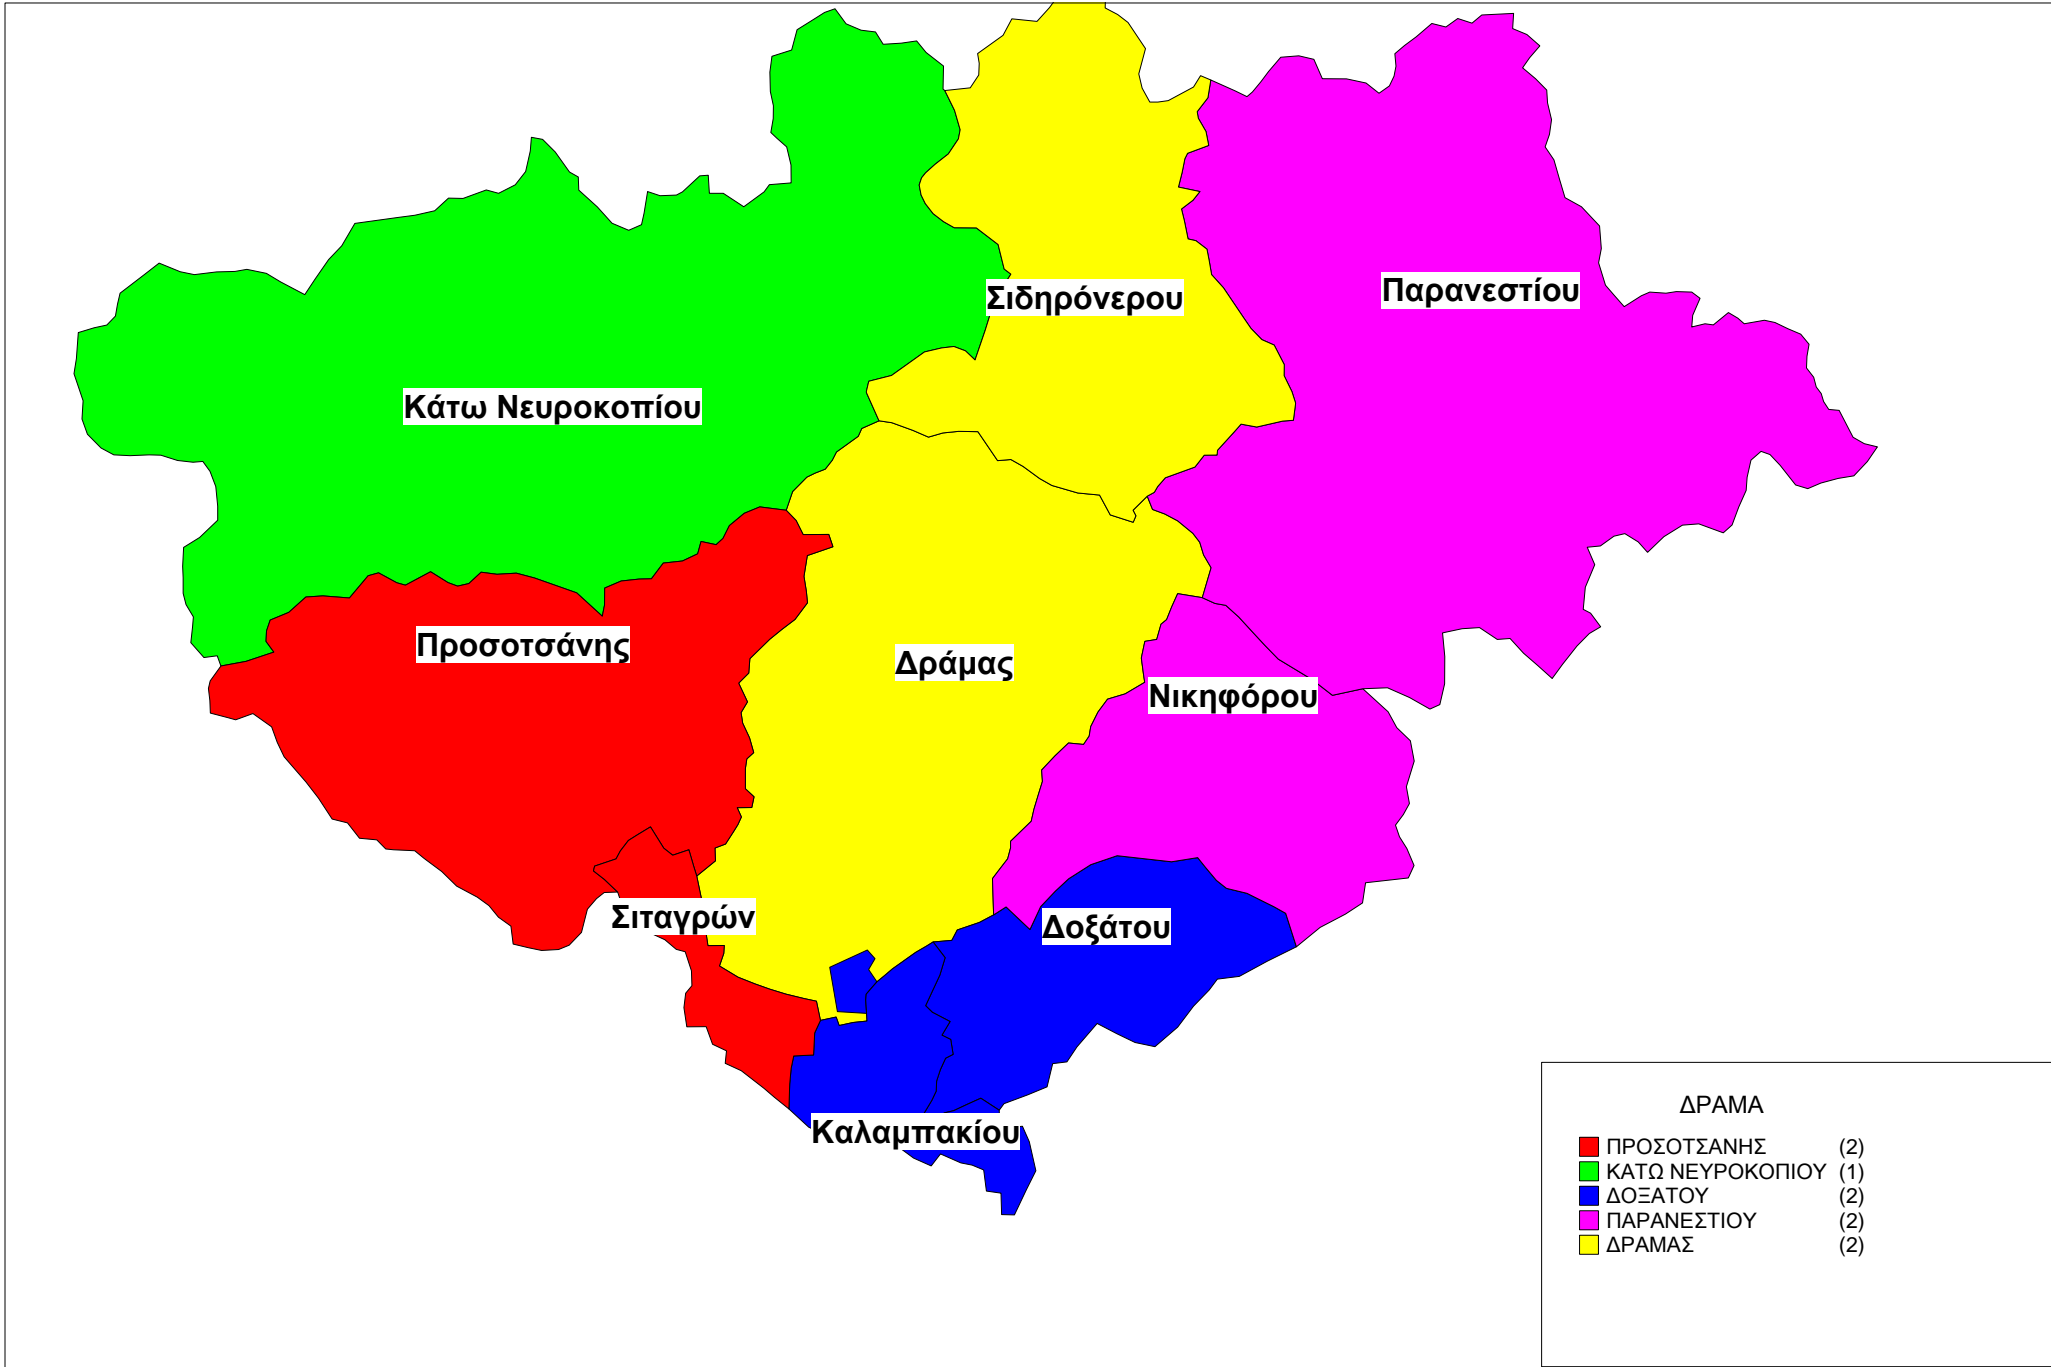 Σιδηρόνερου
Παρανεστίου
Κάτω Νευροκοπίου
Προσοτσάνης
Δράμας
Νικηφόρου
Σιταγρών
Δοξάτου
Καλαμπακίου
ΔΡΑΜΑ
ΠΡΟΣΟΤΣΑΝΗΣ (2)
ΚΑΤΩ ΝΕΥΡΟΚΟΠΙΟΥ (1)
ΔΟΞΑΤΟΥ (2)
ΠΑΡΑΝΕΣΤΙΟΥ (2)
ΔΡΑΜΑΣ (2)